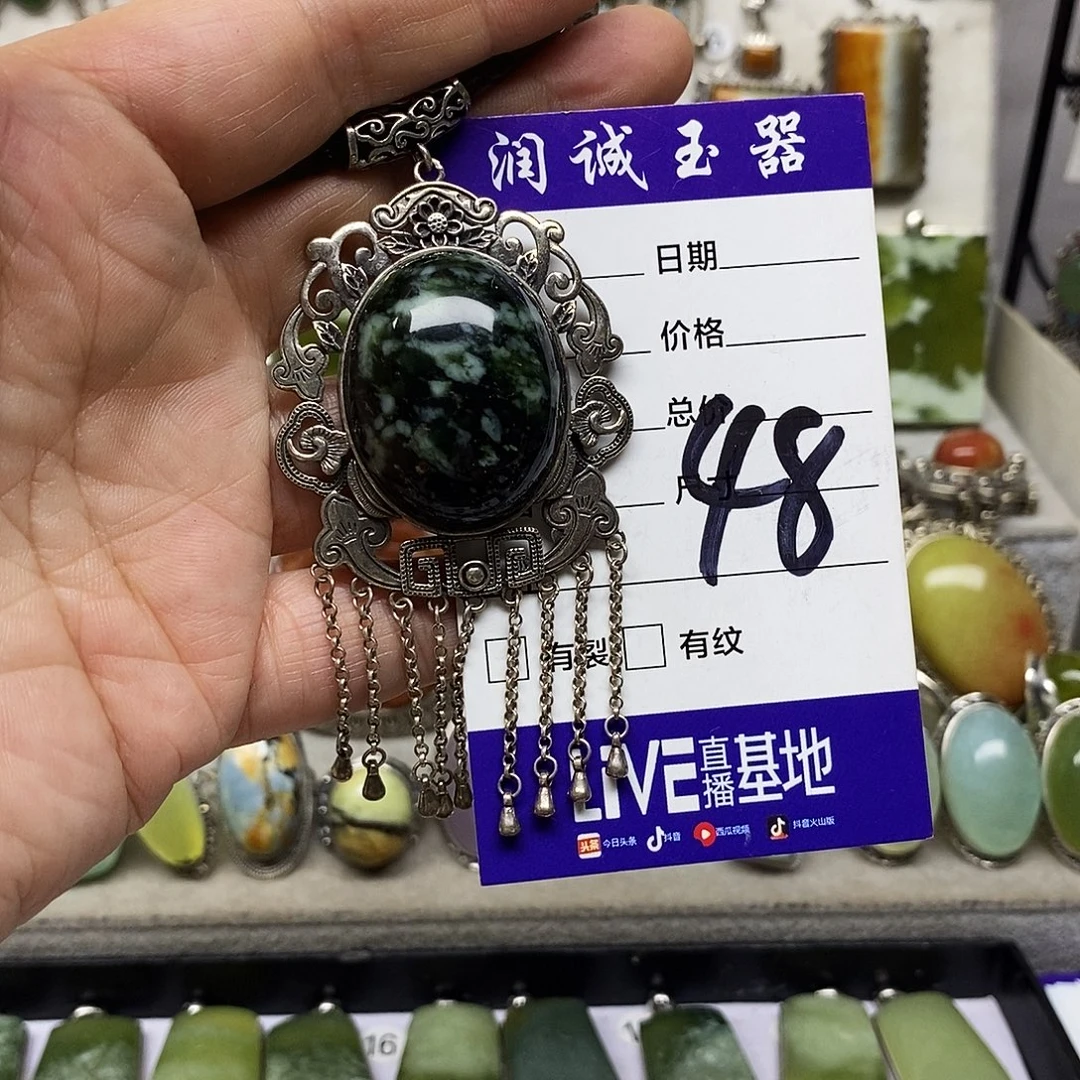 润诚玉器
日期
价格
总价
尺寸
48
有裂 有纹
LIVE直播基地
头条 今日头条 抖音 西瓜视频 抖音火山版
16